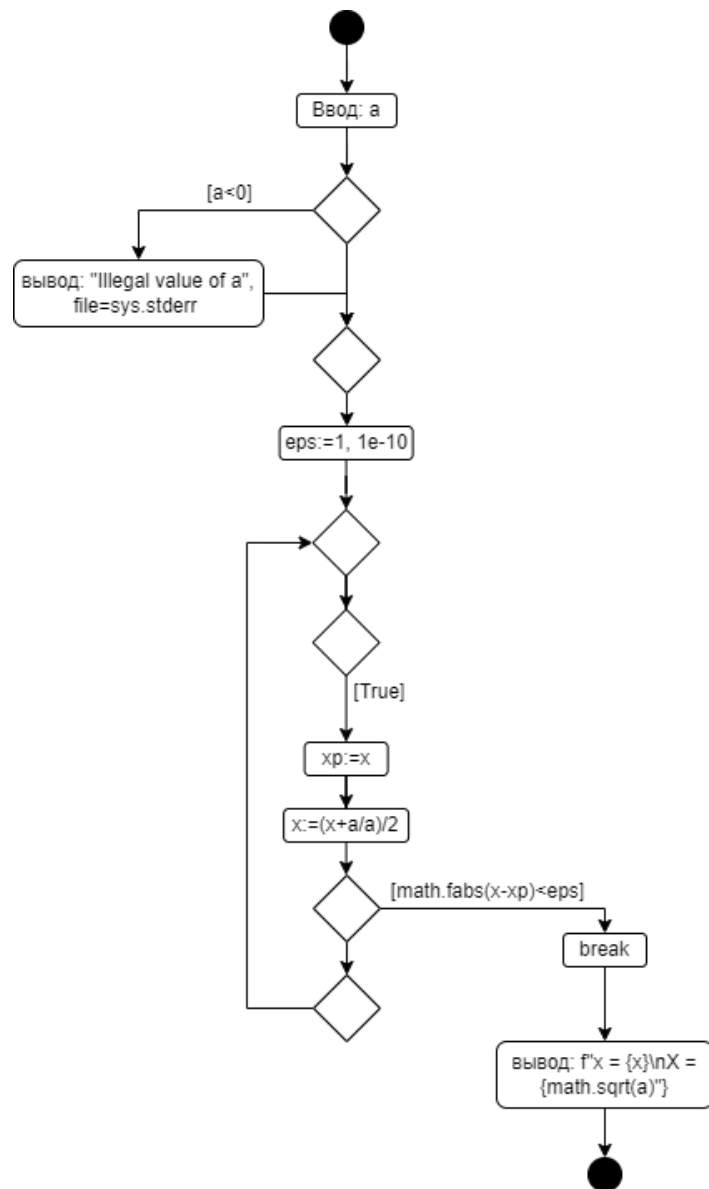 Ввод: a
[a<0]
вывод: "Illegal value of a",
file=sys.stderr
eps:=1, 1e-10
[True]
xp:=x
x:=(x+a/a)/2
[math.fabs(x-xp)<eps]
break
вывод: f"x = {x}\nX =
{math.sqrt(a)"}